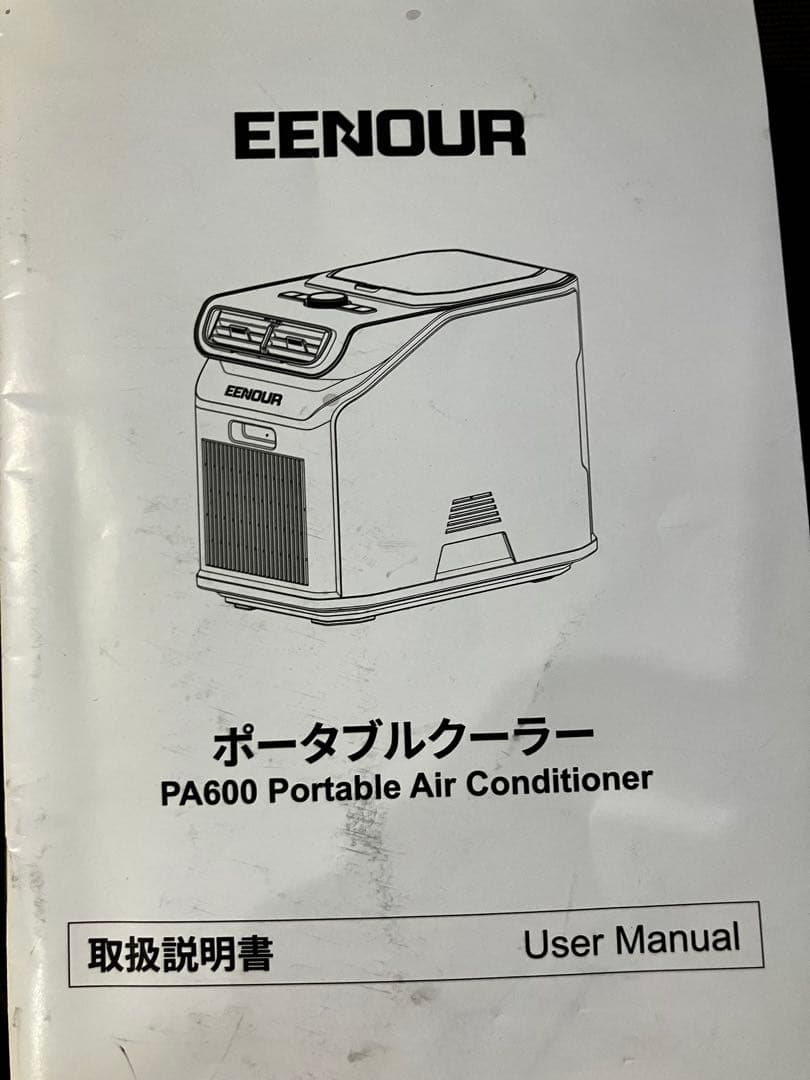 EENOUR
EENOUR
ポータブルクーラー
PA600 Portable Air Conditioner
取扱説明書 User Manual